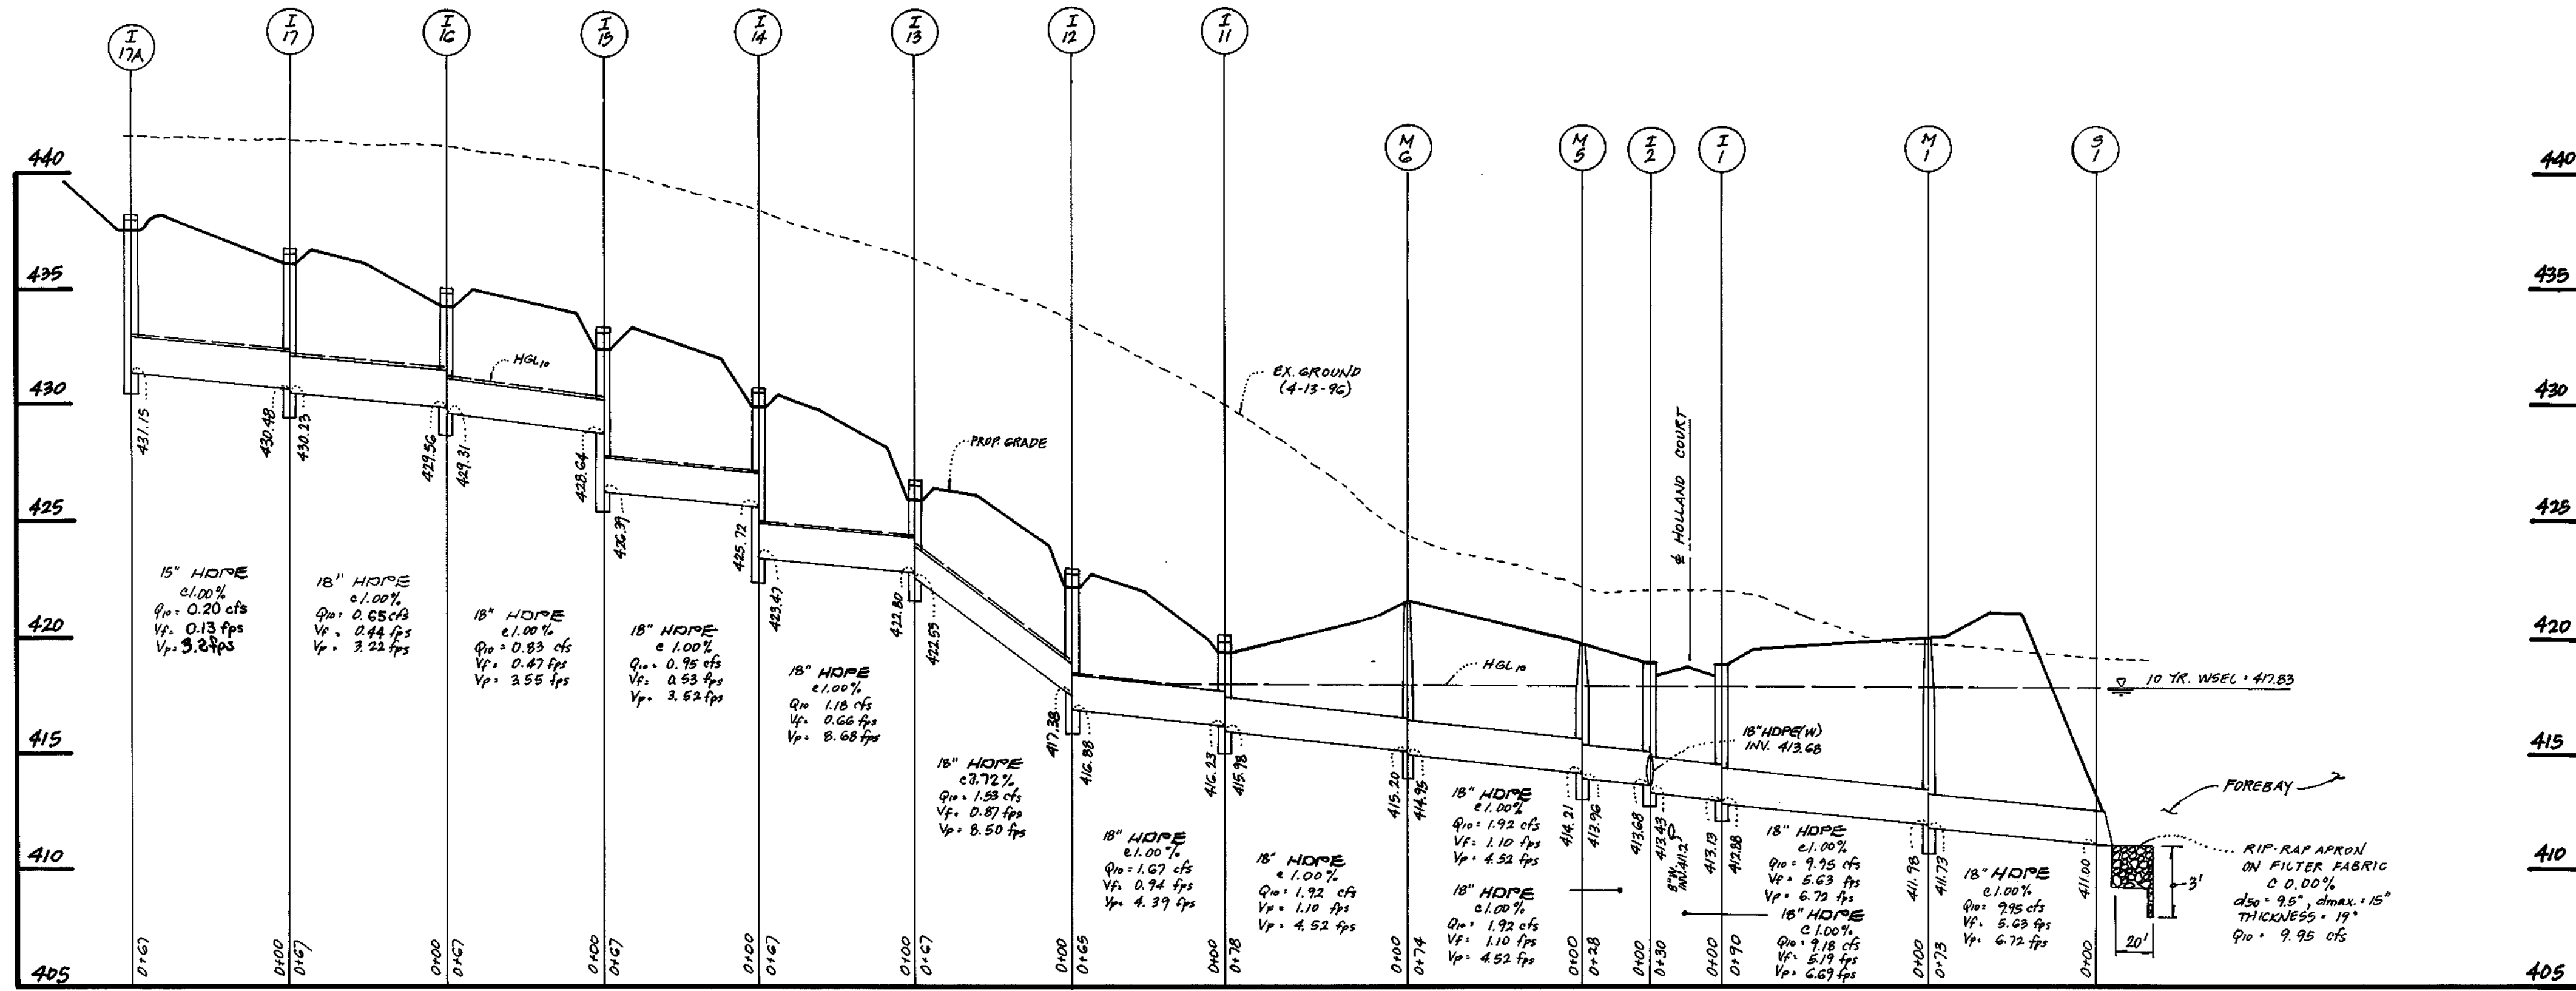 I
17A
I
17
I
16
I
15
I
14
I
13
I
12
I
11
M
6
M
5
I
2
I
1
M
1
S
1
440
435
430
425
420
415
410
405
440
435
430
425
420
415
410
405
HGL10
PROP. GRADE
EX. GROUND
(4-13-96)
HGL10
℄ HOLLAND COURT
10 YR. WSEL = 417.83
18" HDPE(W)
INV. 413.68
8"W.
FOREBAY
RIP-RAP APRON
ON FILTER FABRIC
@ 0.00%
d50 = 9.5", dmax. = 15"
THICKNESS = 19"
Q10 = 9.95 cfs
3'
20'
431.15
430.48
430.23
429.56
429.31
428.64
426.39
425.72
423.47
422.80
422.55
417.38
416.88
416.23
415.98
415.20
414.95
414.21
413.96
413.68
413.43
413.13
412.88
411.98
411.73
411.00
15" HDPE
@1.00%
Q10 = 0.20 cfs
Vf = 0.13 fps
Vp = 3.2 fps
18" HDPE
@1.00%
Q10 = 0.65 cfs
Vf = 0.44 fps
Vp = 3.22 fps
18" HDPE
@1.00%
Q10 = 0.83 cfs
Vf = 0.47 fps
Vp = 3.55 fps
18" HDPE
@ 1.00%
Q10 = 0.95 cfs
Vf = 0.53 fps
Vp = 3.52 fps
18" HDPE
@1.00%
Q10 1.18 cfs
Vf = 0.66 fps
Vp = 8.68 fps
18" HDPE
@7.72%
Q10 = 1.53 cfs
Vf = 0.87 fps
Vp = 8.50 fps
18" HDPE
@1.00%
Q10 = 1.67 cfs
Vf = 0.94 fps
Vp = 4.39 fps
18" HDPE
@ 1.00%
Q10 = 1.92 cfs
Vf = 1.10 fps
Vp = 4.52 fps
18" HDPE
@1.00%
Q10 = 1.92 cfs
Vf = 1.10 fps
Vp = 4.52 fps
18" HDPE
@1.00%
Q10 = 1.92 cfs
Vf = 1.10 fps
Vp = 4.52 fps
18" HDPE
@1.00%
Q10 = 9.95 cfs
Vf = 5.63 fps
Vp = 6.72 fps
18" HDPE
@ 1.00%
Q10 = 9.18 cfs
Vf = 5.19 fps
Vp = 6.69 fps
18" HDPE
@1.00%
Q10 = 9.95 cfs
Vf = 5.63 fps
Vp = 6.72 fps
0+67
0+00
0+67
0+00
0+67
0+00
0+67
0+00
0+67
0+00
0+67
0+00
0+65
0+00
0+78
0+00
0+74
0+00
0+28
0+00
0+30
0+00
0+90
0+00
0+73
0+00